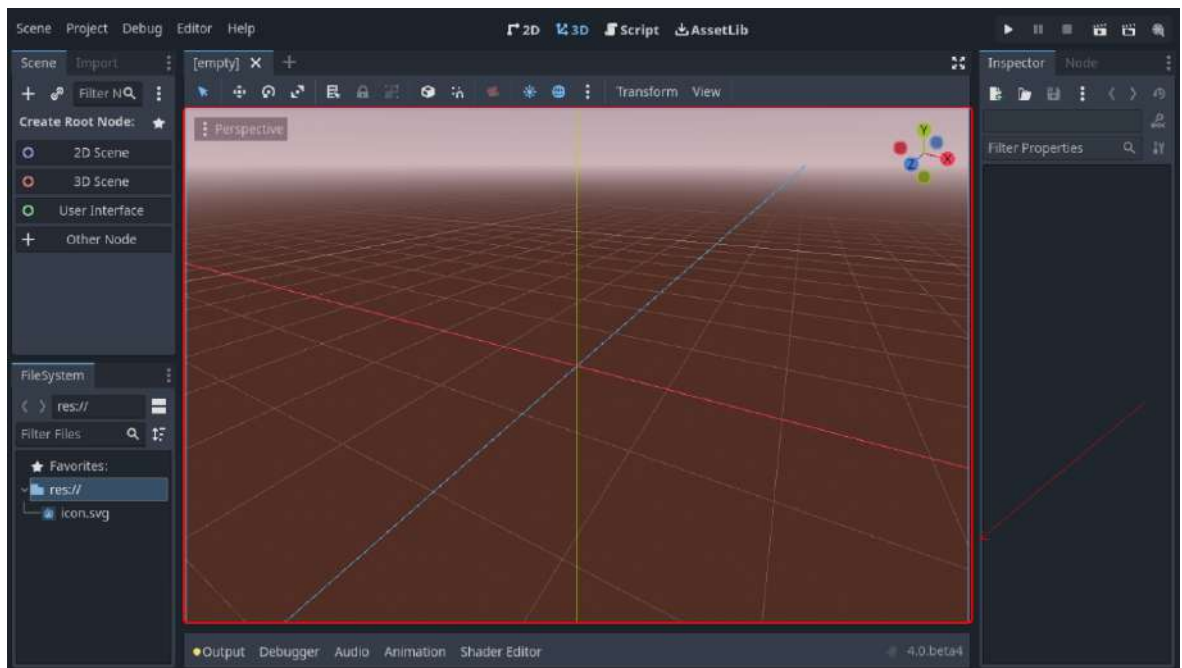 Scene Project Debug Editor Help
2D 3D Script AssetLib
Scene Import
[empty]
Inspector Node
Filter N
Transform View
Create Root Node:
Perspective
Y
X
Z
Filter Properties
2D Scene
3D Scene
User Interface
Other Node
FileSystem
res://
Filter Files
Favorites:
res://
icon.svg
Output Debugger Audio Animation Shader Editor
4.0.beta4